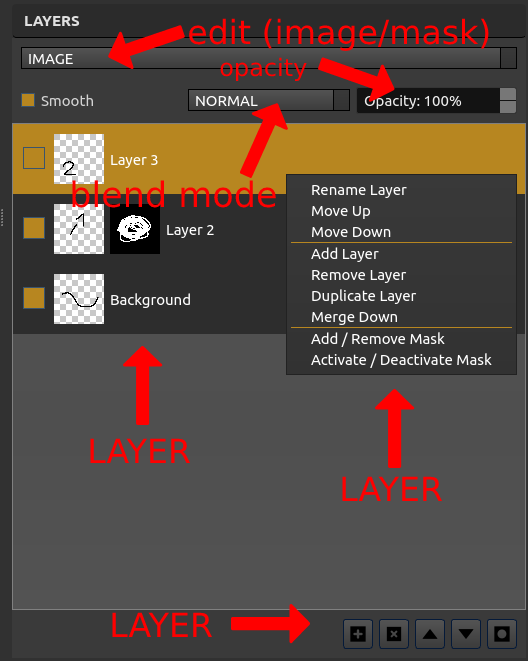 LAYERS
edit (image/mask)
IMAGE
opacity
Smooth
NORMAL
Opacity: 100%
Layer 3
blend mode
Layer 2
Background
Rename Layer
Move Up
Move Down
Add Layer
Remove Layer
Duplicate Layer
Merge Down
Add / Remove Mask
Activate / Deactivate Mask
LAYER
LAYER
LAYER